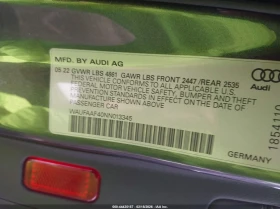 MFD. BY AUDI AG
05 22 GVWR LBS 4861 GAWR LBS FRONT 2447 /REAR 2535
THIS VEHICLE CONFORMS TO ALL APPLICABLE U.S.
FEDERAL MOTOR VEHICLE SAFETY, BUMPER AND THEFT
PREVENTION STANDARDS IN EFFECT ON THE DATE OF
MANUFACTURE SHOWN ABOVE.
PASSENGER CAR
Audi
GERMANY